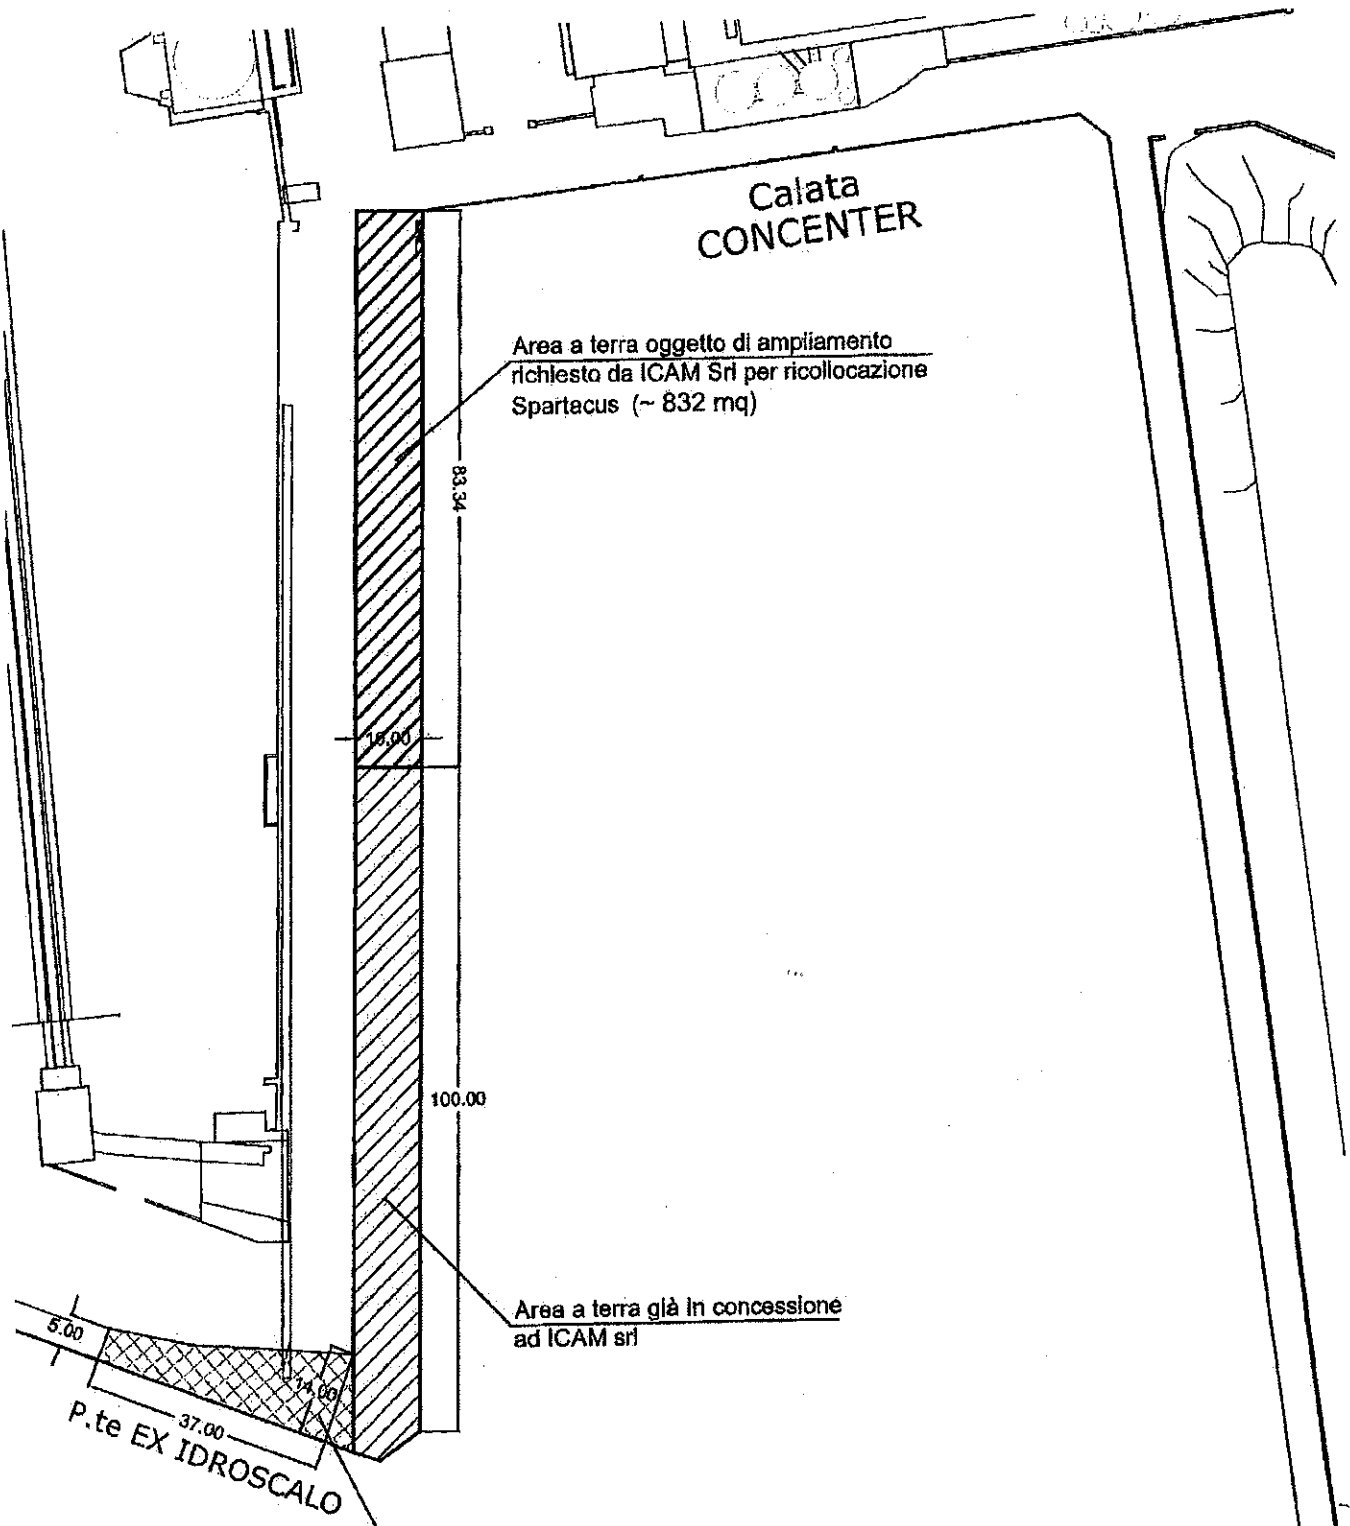 Calata
CONCENTER
Area a terra oggetto di ampliamento
richiesto da ICAM Srl per ricollocazione
Spartacus (~ 832 mq)
83.34
10.00
100.00
Area a terra già in concessione
ad ICAM srl
5.00
14.00
37.00
P.te EX IDROSCALO